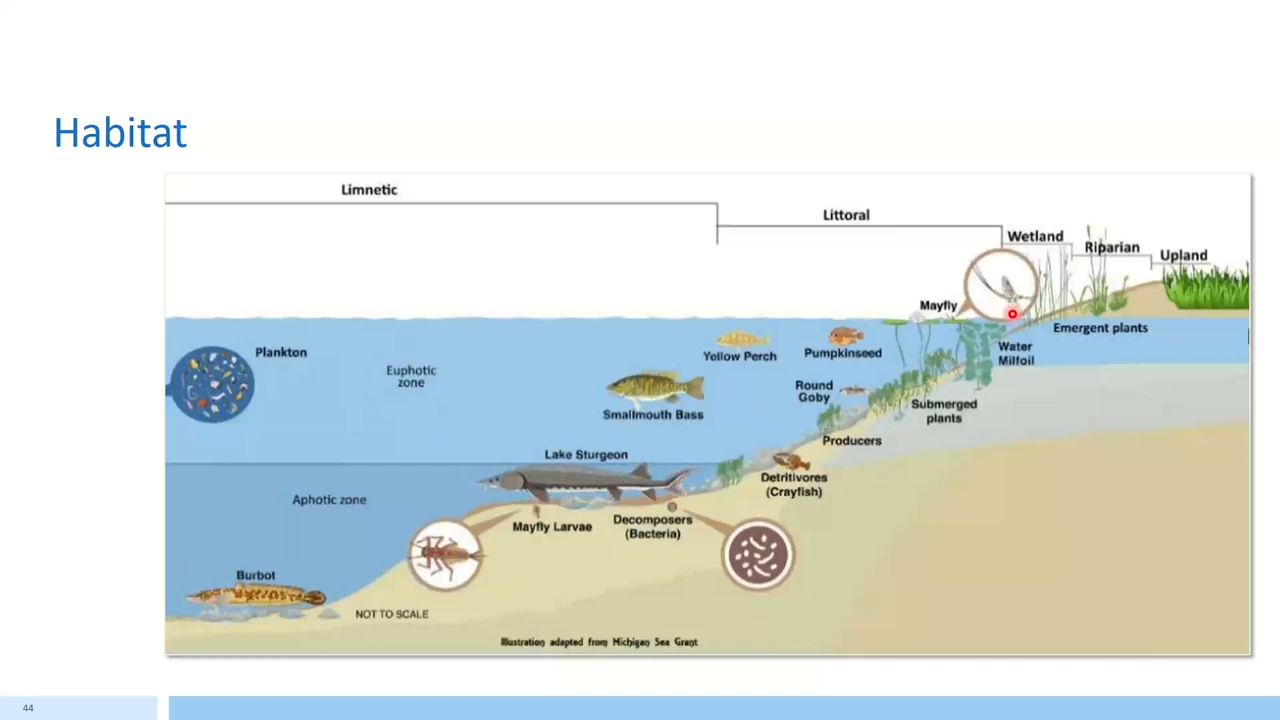 Habitat
Limnetic
Littoral
Wetland
Riparian
Upland
Mayfly
Emergent plants
Plankton
Euphotic
zone
Yellow Perch
Pumpkinseed
Water
Milfoil
Smallmouth Bass
Round
Goby
Submerged
plants
Producers
Lake Sturgeon
Detritivores
(Crayfish)
Aphotic zone
Mayfly Larvae
Decomposers
(Bacteria)
Burbot
NOT TO SCALE
Illustration adapted from Michigan Sea Grant
44